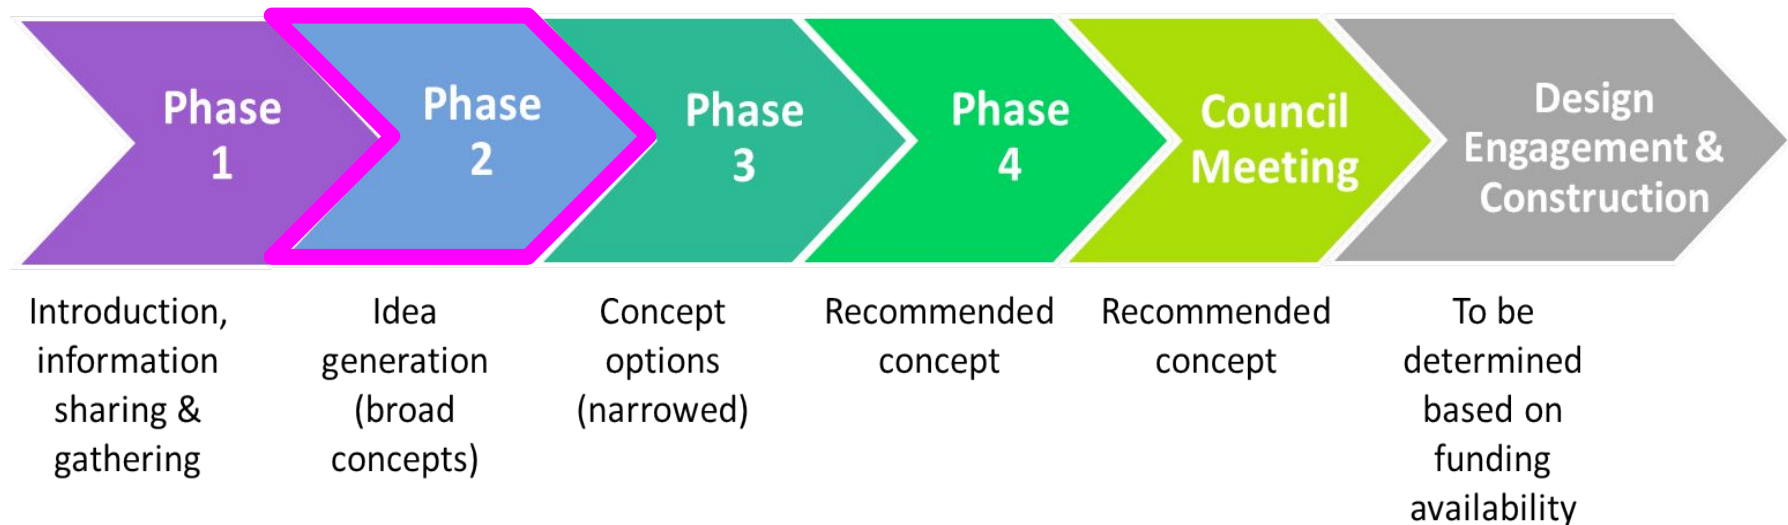 Phase
1
Phase
2
Phase
3
Phase
4
Council
Meeting
Design
Engagement &
Construction
Introduction,
information
sharing &
gathering
Idea
generation
(broad
concepts)
Concept
options
(narrowed)
Recommended
concept
Recommended
concept
To be
determined
based on
funding
availability